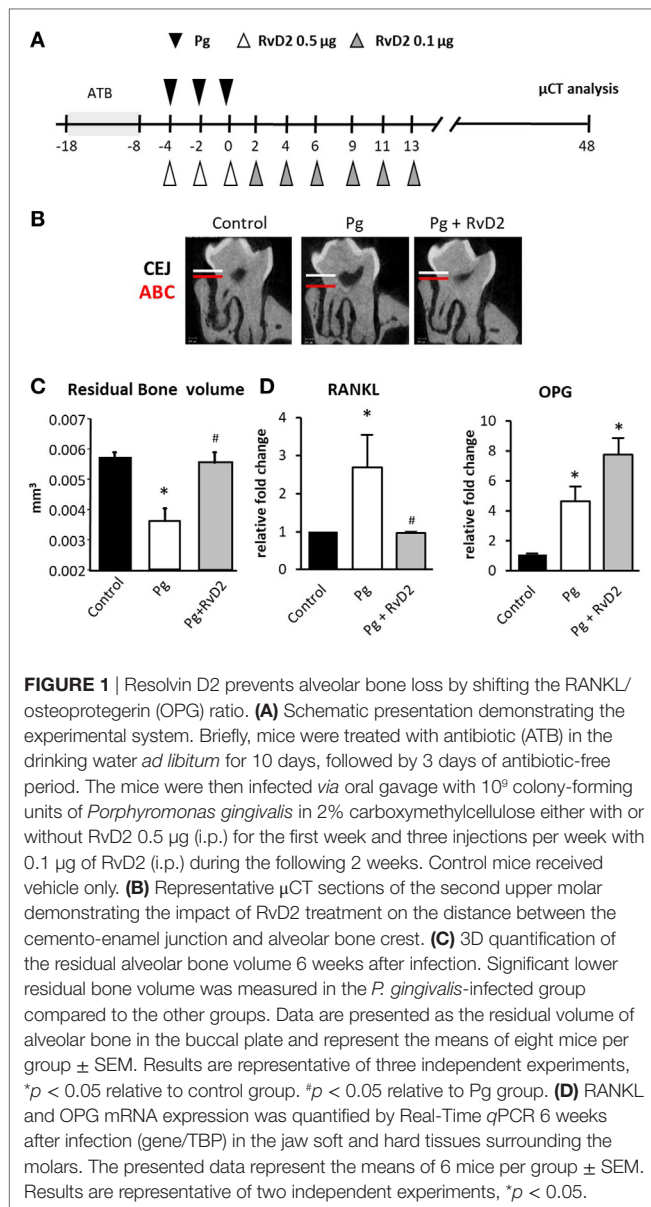 A
Pg RvD2 0.5 µg RvD2 0.1 µg
ATB
µCT analysis
-18 -8 -4 -2 0 2 4 6 9 11 13 48
B
Control Pg Pg + RvD2
CEJ
ABC
C Residual Bone volume
mm³
0.007
0.006
0.005
0.004
0.003
0.002
Control Pg Pg+RvD2
D RANKL
relative fold change
4
3
2
1
0
*
#
*
#
Control Pg Pg + RvD2
OPG
relative fold change
10
8
6
4
2
0
*
*
Control Pg Pg + RvD2
FIGURE 1 | Resolvin D2 prevents alveolar bone loss by shifting the RANKL/
osteoprotegerin (OPG) ratio. (A) Schematic presentation demonstrating the
experimental system. Briefly, mice were treated with antibiotic (ATB) in the
drinking water ad libitum for 10 days, followed by 3 days of antibiotic-free
period. The mice were then infected via oral gavage with 10⁹ colony-forming
units of Porphyromonas gingivalis in 2% carboxymethylcellulose either with or
without RvD2 0.5 µg (i.p.) for the first week and three injections per week with
0.1 µg of RvD2 (i.p.) during the following 2 weeks. Control mice received
vehicle only. (B) Representative µCT sections of the second upper molar
demonstrating the impact of RvD2 treatment on the distance between the
cemento-enamel junction and alveolar bone crest. (C) 3D quantification of
the residual alveolar bone volume 6 weeks after infection. Significant lower
residual bone volume was measured in the P. gingivalis-infected group
compared to the other groups. Data are presented as the residual volume of
alveolar bone in the buccal plate and represent the means of eight mice per
group ± SEM. Results are representative of three independent experiments,
*p < 0.05 relative to control group. #p < 0.05 relative to Pg group. (D) RANKL
and OPG mRNA expression was quantified by Real-Time qPCR 6 weeks
after infection (gene/TBP) in the jaw soft and hard tissues surrounding the
molars. The presented data represent the means of 6 mice per group ± SEM.
Results are representative of two independent experiments, *p < 0.05.